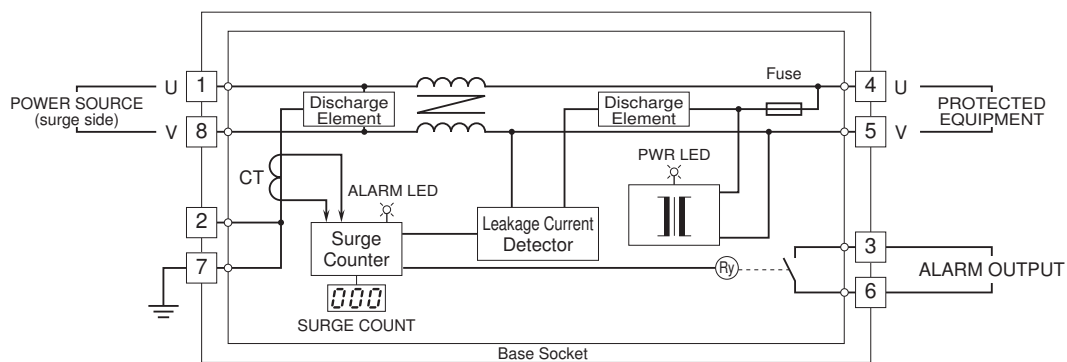 U 1 4 U
Fuse
POWER SOURCE
(surge side)
Discharge
Element
Discharge
Element
PROTECTED
EQUIPMENT
V 8 5 V
PWR LED
CT
ALARM LED
2
Surge
Counter
Leakage Current
Detector
7
Ry
3
ALARM OUTPUT
6
000
SURGE COUNT
Base Socket